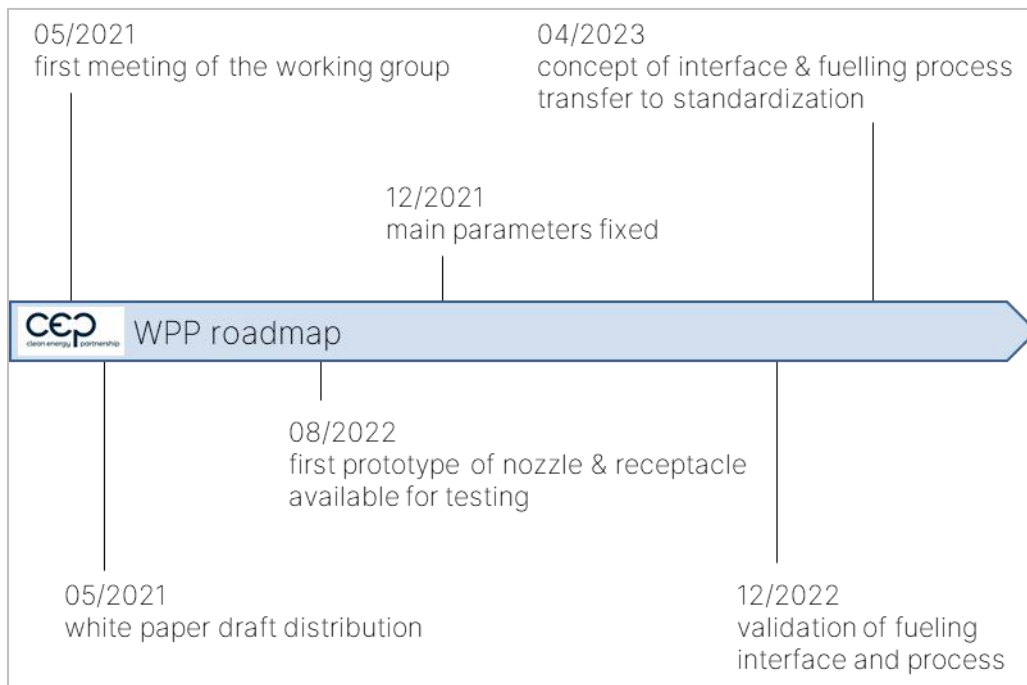 05/2021
first meeting of the working group
04/2023
concept of interface & fuelling process
transfer to standardization
12/2021
main parameters fixed
cep
clean energy partnership
WPP roadmap
08/2022
first prototype of nozzle & receptacle
available for testing
05/2021
white paper draft distribution
12/2022
validation of fueling
interface and process